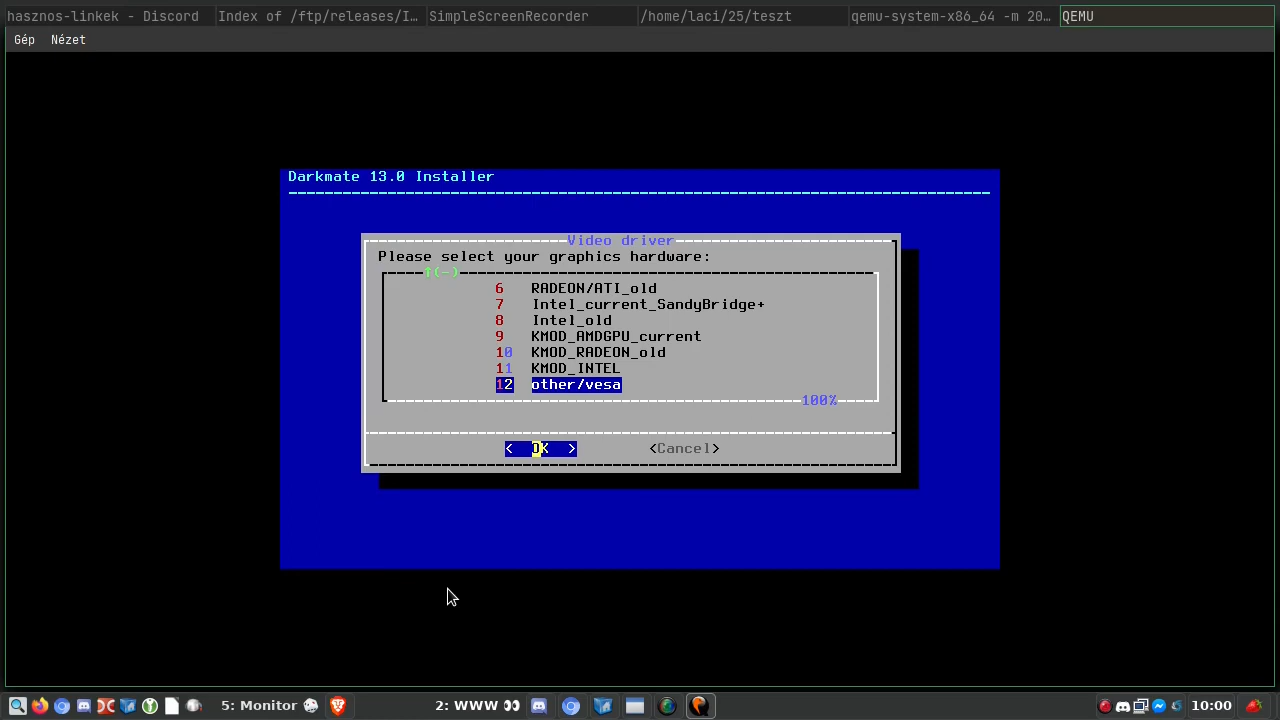 hasznos-linkek - Discord
Index of /ftp/releases/I...
SimpleScreenRecorder
/home/laci/25/teszt
qemu-system-x86_64 -m 20...
QEMU
Gép Nézet
Darkmate 13.0 Installer
Video driver
Please select your graphics hardware:
↑(-)
6 RADEON/ATI_old
7 Intel_current_SandyBridge+
8 Intel_old
9 KMOD_AMDGPU_current
10 KMOD_RADEON_old
11 KMOD_INTEL
12 other/vesa
100%
< OK > <Cancel>
5: Monitor 2: WWW 10:00